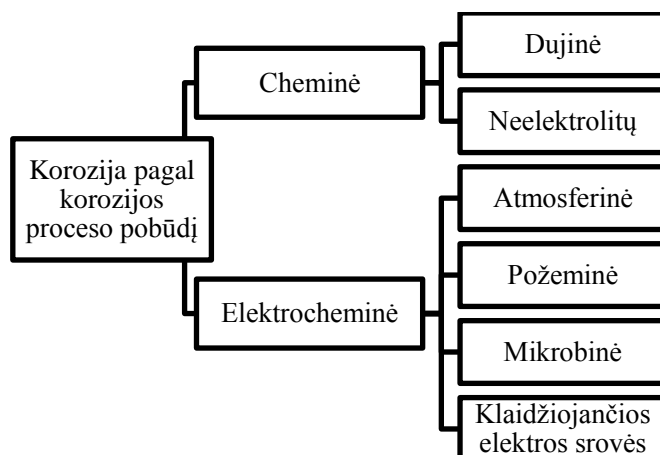 Korozija pagal
korozijos
proceso pobūdį
Cheminė
Dujinė
Neelektrolitų
Elektrocheminė
Atmosferinė
Požeminė
Mikrobinė
Klaidžiojančios
elektros srovės